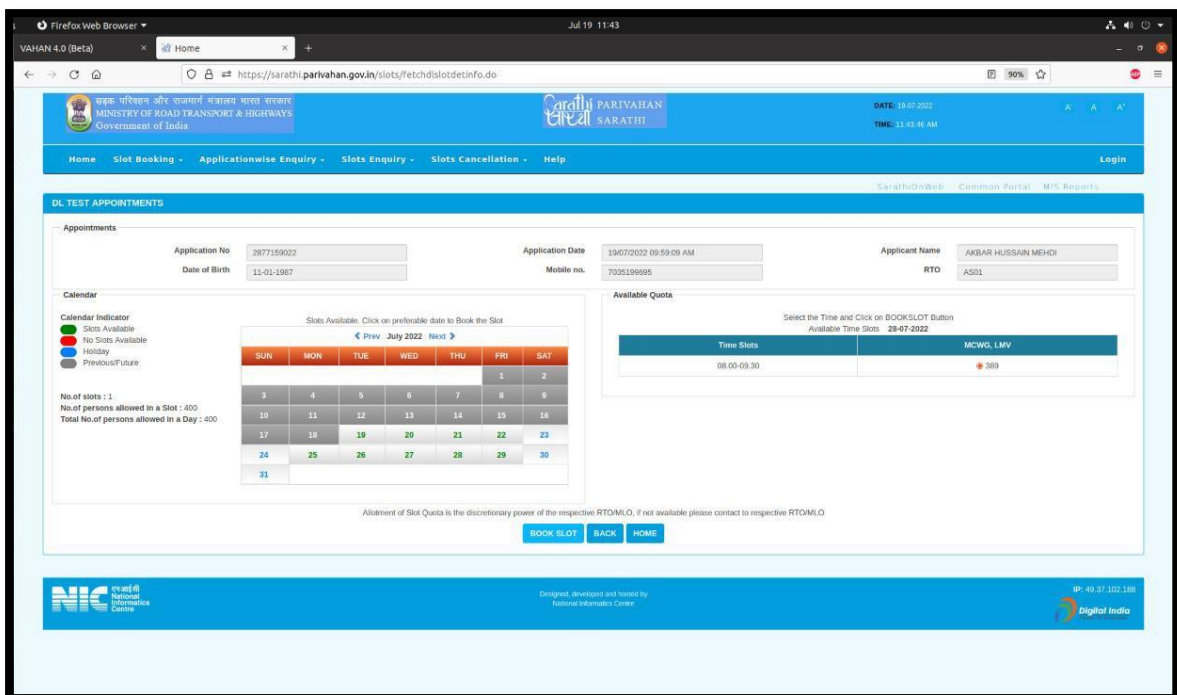 Firefox Web Browser
Jul 19 11:43
VAHAN 4.0 (Beta)
Home
https://sarathi.parivahan.gov.in/slots/fetchdislotdetinfo.do
90%
सड़क परिवहन और राजमार्ग मंत्रालय भारत सरकार
MINISTRY OF ROAD TRANSPORT & HIGHWAYS
Government of India
Sarathi PARIVAHAN
सारथी SARATHI
DATE: 19-07-2022
TIME: 11:43:46 AM
A- A A+
Home Slot Booking Applicationwise Enquiry Slots Enquiry Slots Cancellation Help Login
SarathiOnWeb Common Portal MIS Reports
DL TEST APPOINTMENTS
Appointments
Application No 2877159022 Application Date 19/07/2022 09:59:09 AM Applicant Name AKBAR HUSSAIN MEHDI
Date of Birth 11-01-1987 Mobile no. 7035199695 RTO AS01
Calendar
Calendar Indicator
Slots Available
No Slots Available
Holiday
Previous/Future
No.of slots : 1
No.of persons allowed in a Slot : 400
Total No.of persons allowed in a Day : 400
Slots Available. Click on preferable date to Book the Slot
Prev July 2022 Next
SUN MON TUE WED THU FRI SAT
1 2
3 4 5 6 7 8 9
10 11 12 13 14 15 16
17 18 19 20 21 22 23
24 25 26 27 28 29 30
31
Available Quota
Select the Time and Click on BOOKSLOT Button
Available Time Slots 28-07-2022
Time Slots MCWG, LMV
08.00-09.30 389
Allotment of Slot Quota is the discretionary power of the respective RTO/MLO, if not available please contact to respective RTO/MLO
BOOK SLOT BACK HOME
NIC
एन आई सी
National
Informatics
Centre
Designed, developed and hosted by
National Informatics Centre
IP: 49.37.102.188
Digital India